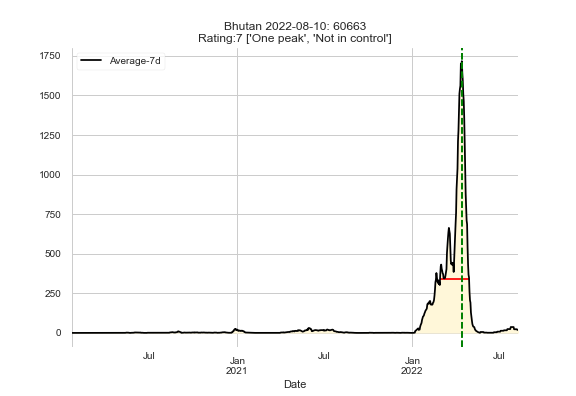 Bhutan 2022-08-10: 60663
Rating:7 ['One peak', 'Not in control']
Average-7d
1750
1500
1250
1000
750
500
250
0
Jul
Jan
2021
Jul
Jan
2022
Jul
Date